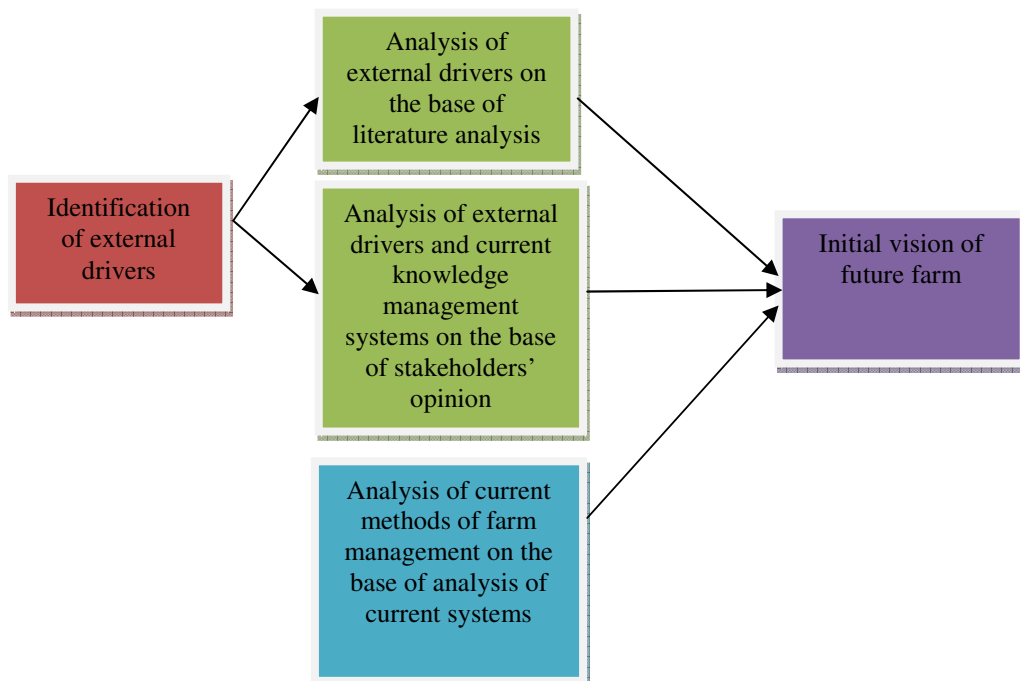 Identification
of external
drivers
Analysis of
external drivers on
the base of
literature analysis
Analysis of external
drivers and current
knowledge
management
systems on the base
of stakeholders’
opinion
Analysis of current
methods of farm
management on the
base of analysis of
current systems
Initial vision of
future farm